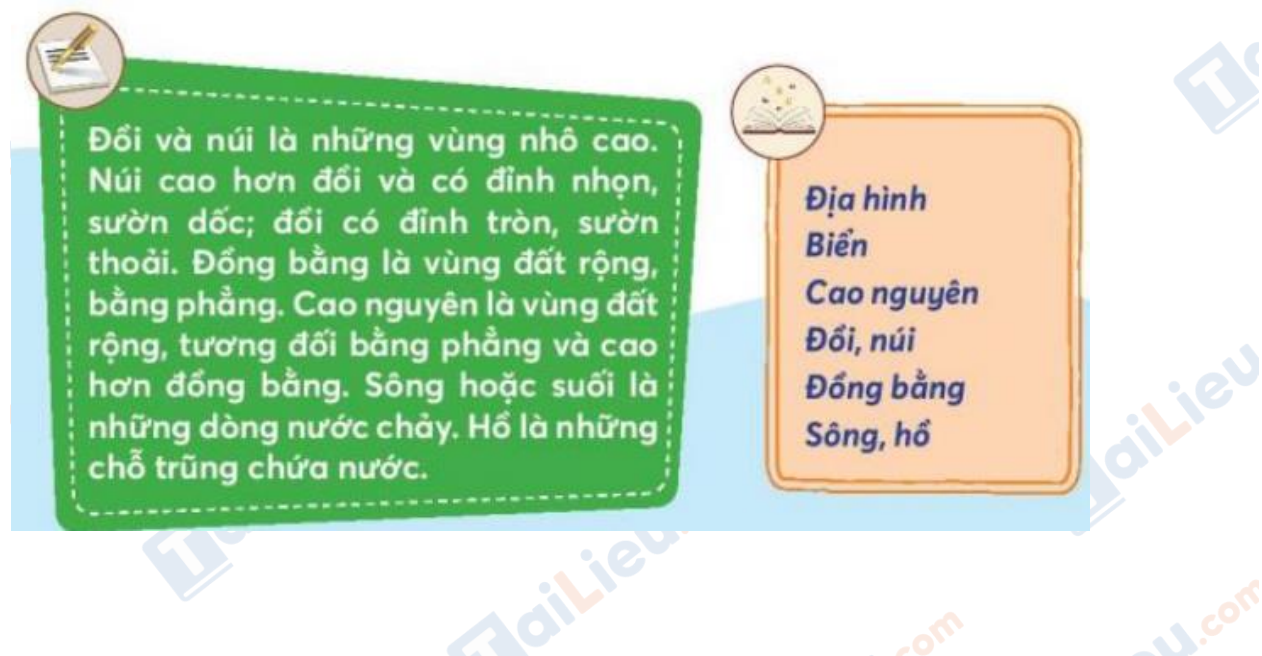 Đồi và núi là những vùng nhô cao.
Núi cao hơn đồi và có đỉnh nhọn,
sườn dốc; đồi có đỉnh tròn, sườn
thoải. Đồng bằng là vùng đất rộng,
bằng phẳng. Cao nguyên là vùng đất
rộng, tương đối bằng phẳng và cao
hơn đồng bằng. Sông hoặc suối là
những dòng nước chảy. Hồ là những
chỗ trũng chứa nước.
Địa hình
Biển
Cao nguyên
Đồi, núi
Đồng bằng
Sông, hồ